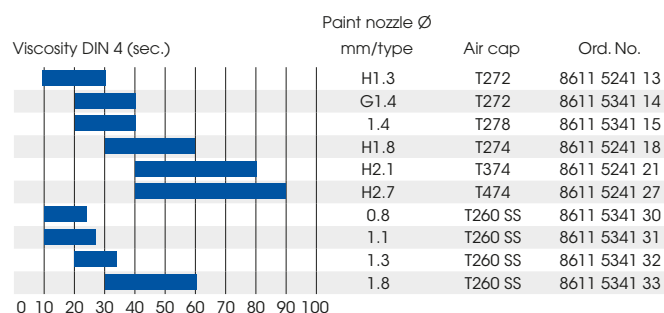 Paint nozzle Ø
Viscosity DIN 4 (sec.) mm/type Air cap Ord. No.
H1.3 T272 8611 5241 13
G1.4 T272 8611 5341 14
1.4 T278 8611 5341 15
H1.8 T274 8611 5241 18
H2.1 T374 8611 5241 21
H2.7 T474 8611 5241 27
0.8 T260 SS 8611 5341 30
1.1 T260 SS 8611 5341 31
1.3 T260 SS 8611 5341 32
1.8 T260 SS 8611 5341 33
0 10 20 30 40 50 60 70 80 90 100